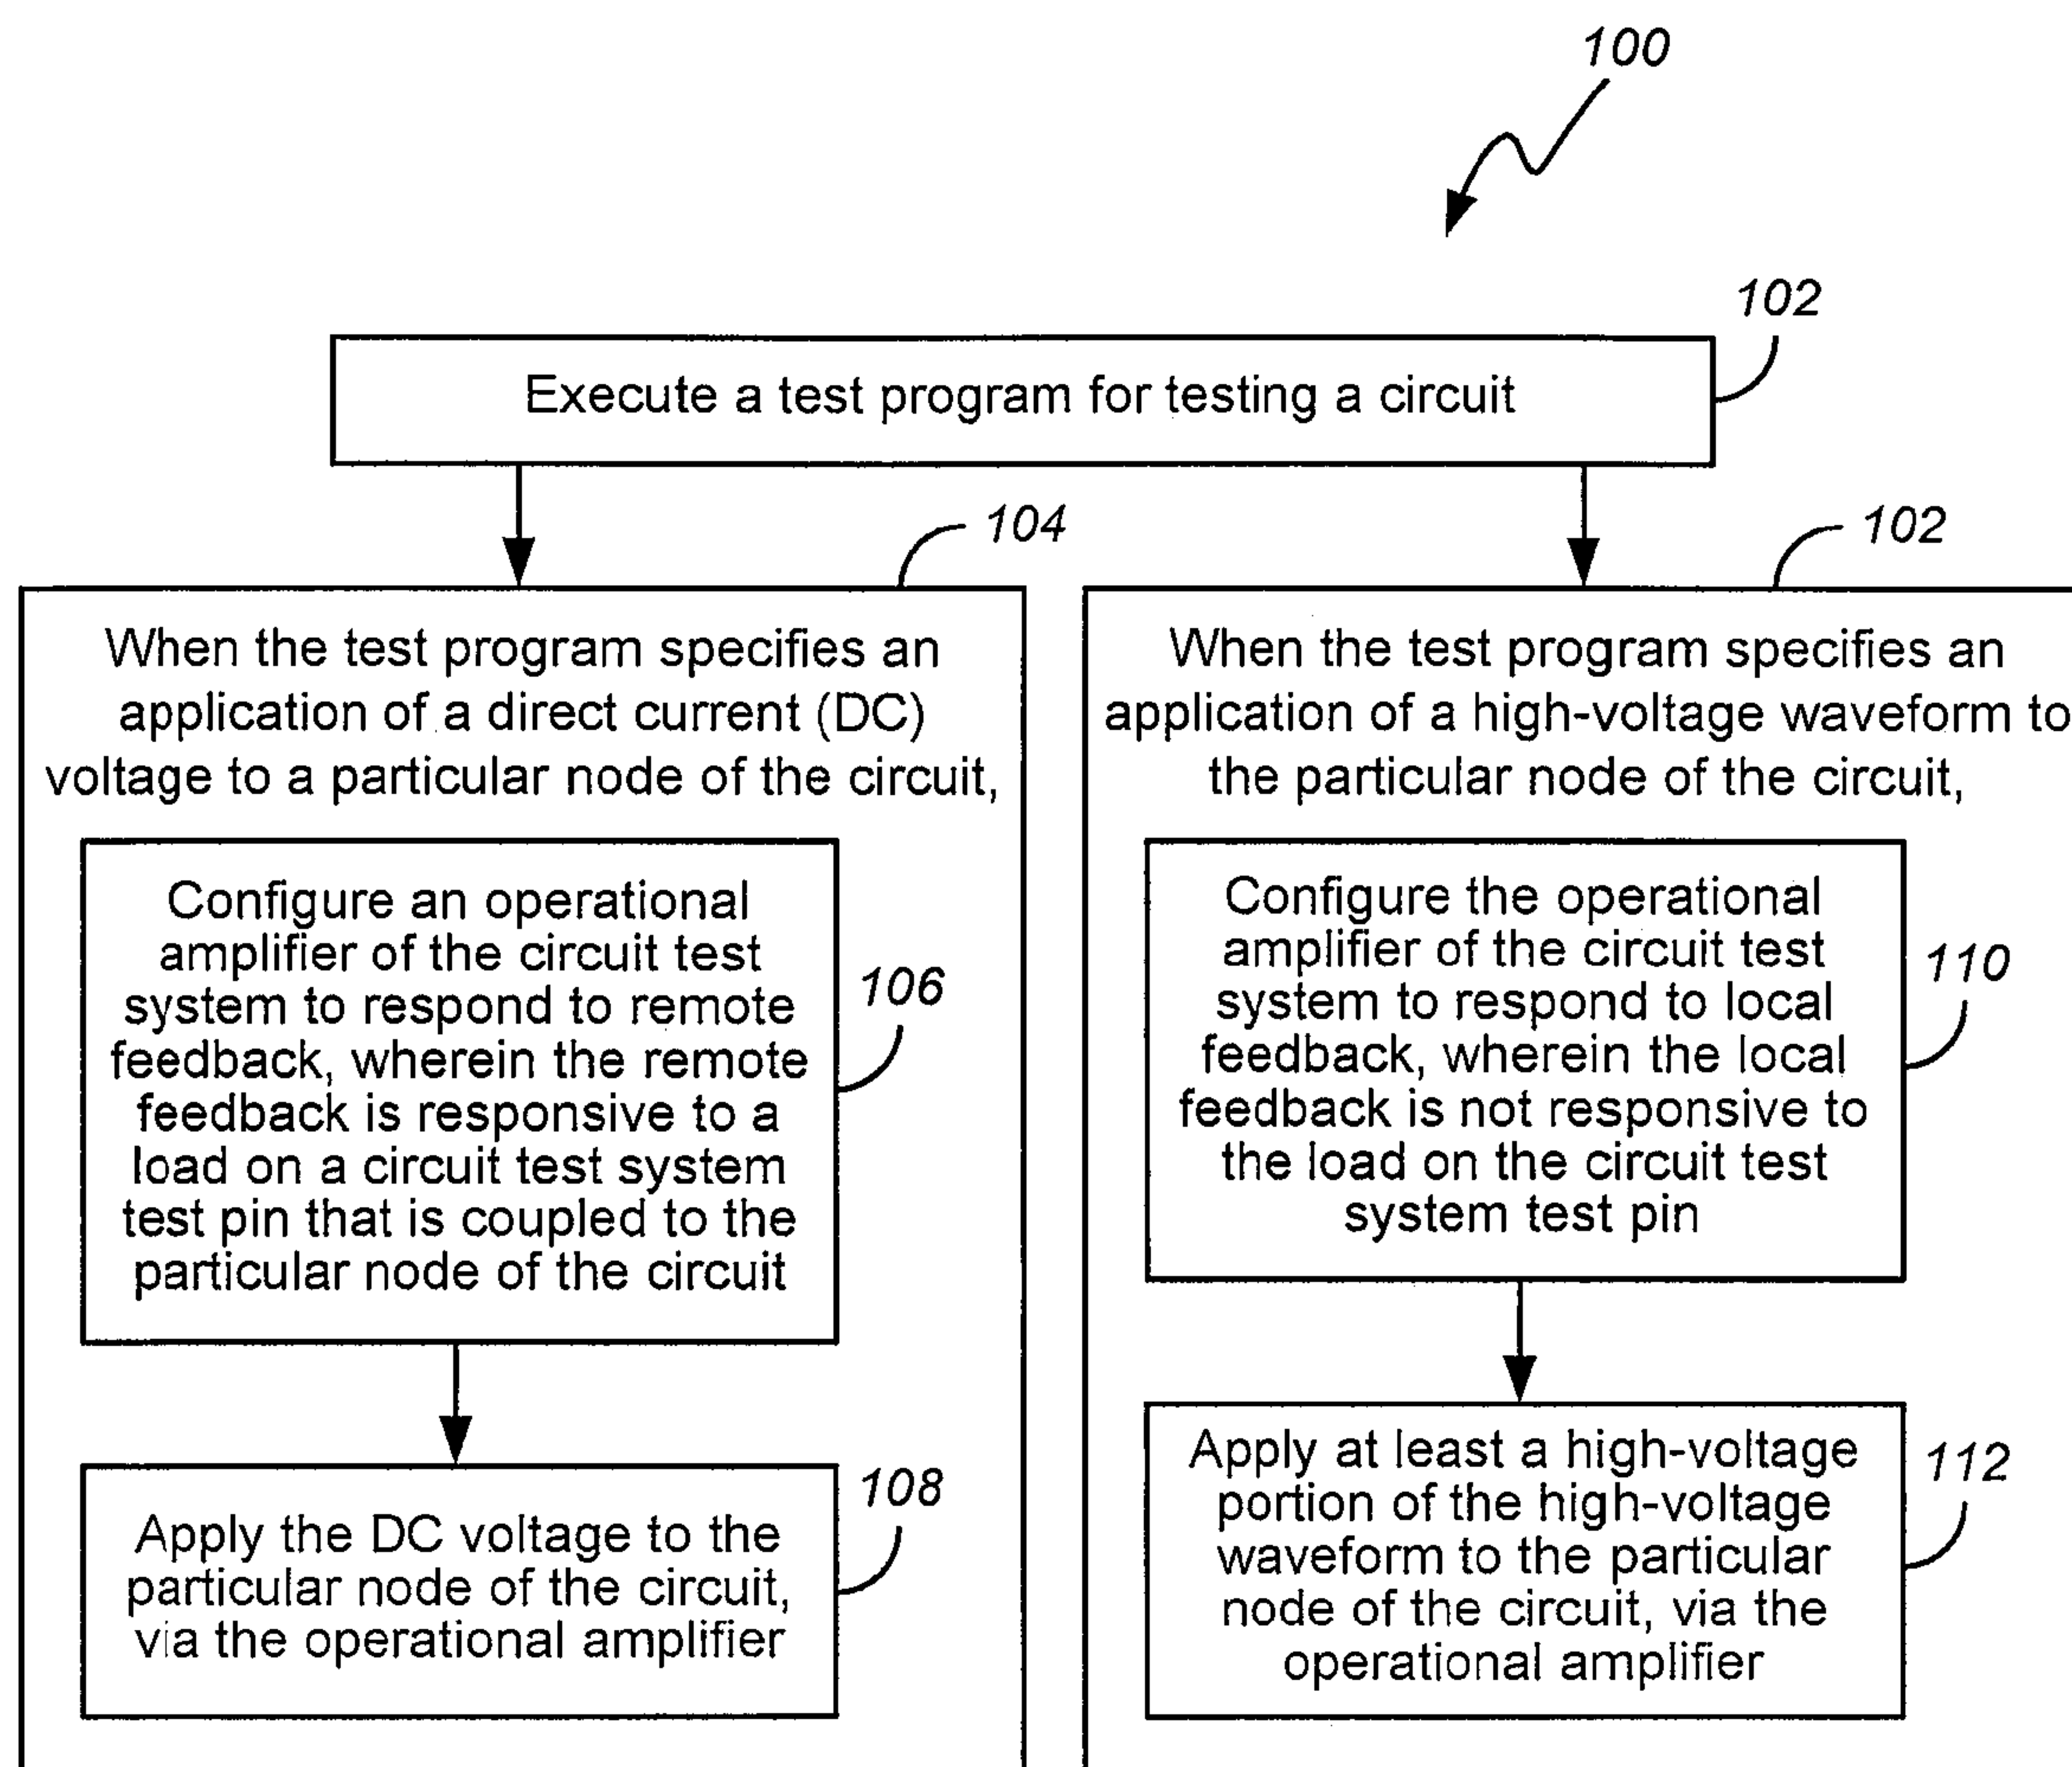 100
102
Execute a test program for testing a circuit
104
When the test program specifies an
application of a direct current (DC)
voltage to a particular node of the circuit,
Configure an operational
amplifier of the circuit test
system to respond to remote
feedback, wherein the remote
feedback is responsive to a
load on a circuit test system
test pin that is coupled to the
particular node of the circuit
106
Apply the DC voltage to the
particular node of the circuit,
via the operational amplifier
108
102
When the test program specifies an
application of a high-voltage waveform to
the particular node of the circuit,
Configure the operational
amplifier of the circuit test
system to respond to local
feedback, wherein the local
feedback is not responsive to
the load on the circuit test
system test pin
110
Apply at least a high-voltage
portion of the high-voltage
waveform to the particular
node of the circuit, via the
operational amplifier
112